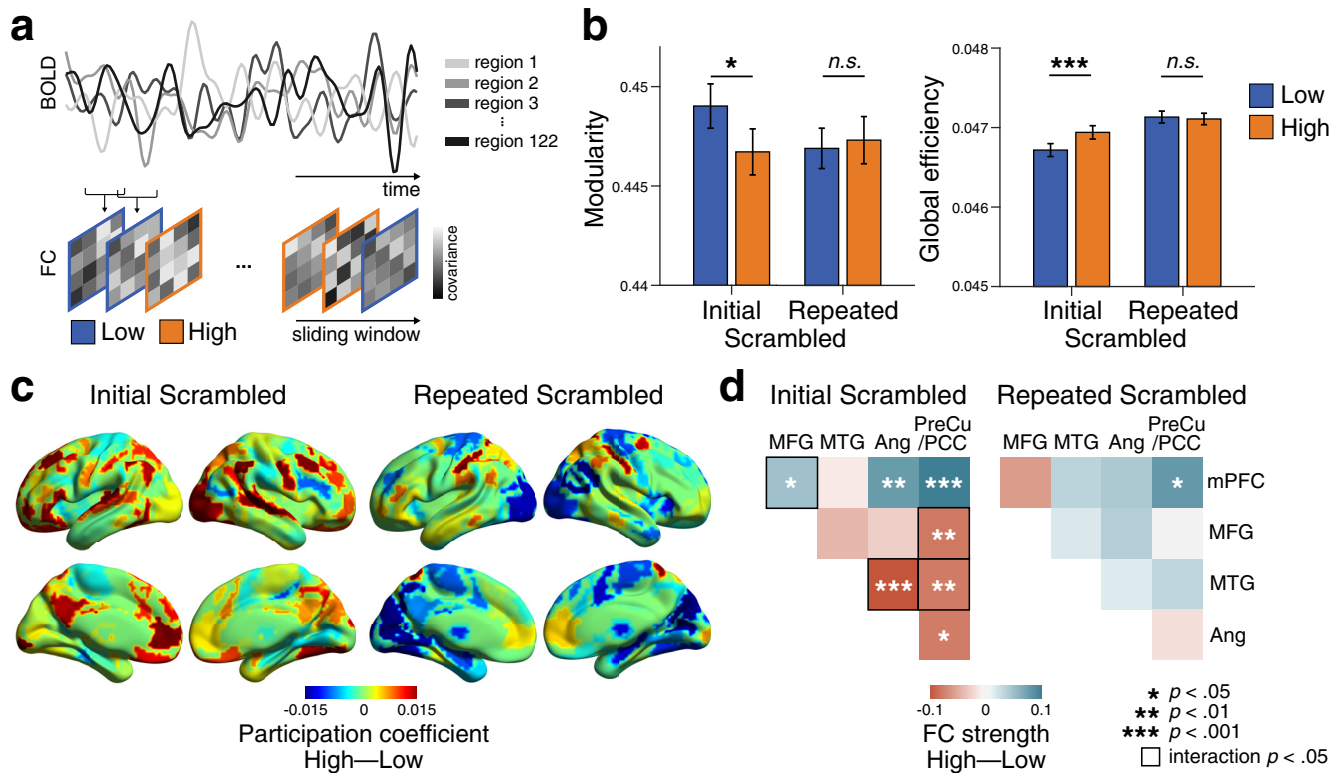 a
BOLD
region 1
region 2
region 3
...
region 122
time
FC
...
covariance
Low
High
sliding window
b
Modularity
0.45
0.445
0.44
*
n.s.
Initial
Repeated
Scrambled
Global efficiency
0.048
0.047
0.046
0.045
***
n.s.
Initial
Repeated
Scrambled
Low
High
c
Initial Scrambled
Repeated Scrambled
-0.015
0
0.015
Participation coefficient
High—Low
d
Initial Scrambled
Repeated Scrambled
MFG
MTG
Ang
PreCu
/PCC
MFG
MTG
Ang
PreCu
/PCC
*
**
***
*
mPFC
**
MFG
***
**
MTG
*
Ang
-0.1
0
0.1
FC strength
High—Low
* p < .05
** p < .01
*** p < .001
interaction p < .05